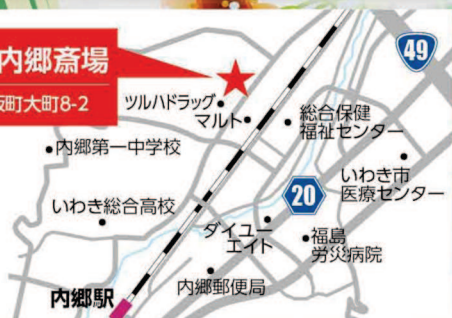 内郷斎場
町大町8-2
49
ツルハドラッグ
マルト
総合保健
福祉センター
内郷第一中学校
いわき市
医療センター
いわき総合高校
20
ダイユー
エイト
福島
労災病院
内郷郵便局
内郷駅